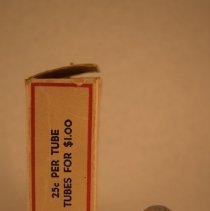 25¢ PER TUBE
TUBES FOR $1.00